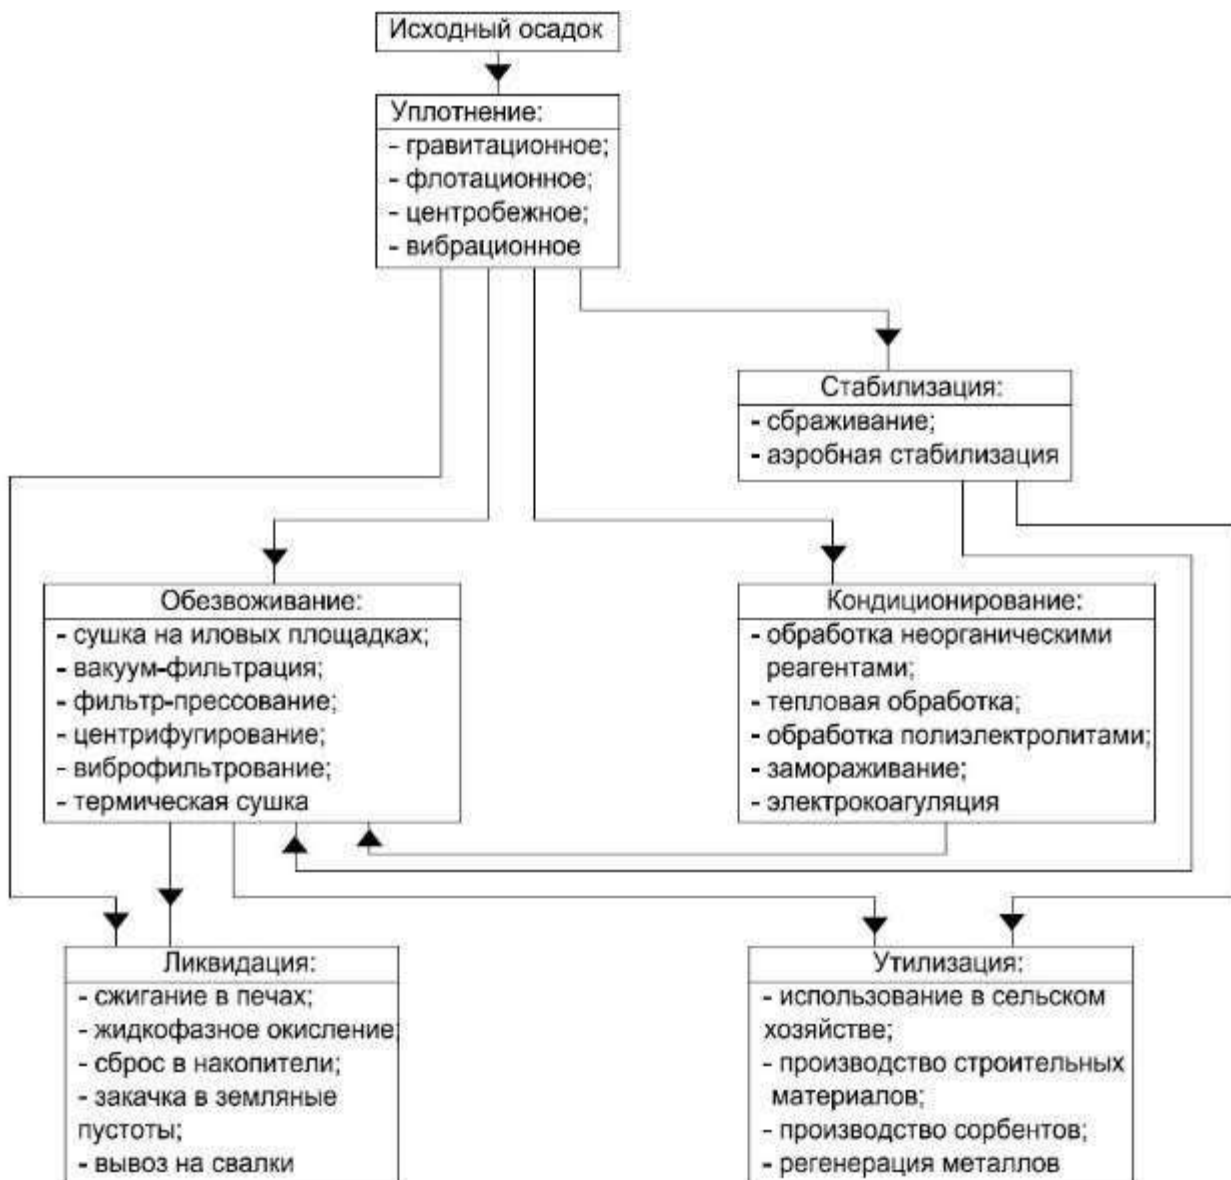 Исходный осадок
Уплотнение:
- гравитационное;
- флотационное;
- центробежное;
- вибрационное
Стабилизация:
- сбраживание;
- аэробная стабилизация
Обезвоживание:
- сушка на иловых площадках;
- вакуум-фильтрация;
- фильтр-прессование;
- центрифугирование;
- виброфильтрование;
- термическая сушка
Кондиционирование:
- обработка неорганическими
реагентами;
- тепловая обработка;
- обработка полиэлектролитами;
- замораживание;
- электрокоагуляция
Ликвидация:
- сжигание в печах;
- жидкофазное окисление;
- сброс в накопители;
- закачка в земляные
пустоты;
- вывоз на свалки
Утилизация:
- использование в сельском
хозяйстве;
- производство строительных
материалов;
- производство сорбентов;
- регенерация металлов